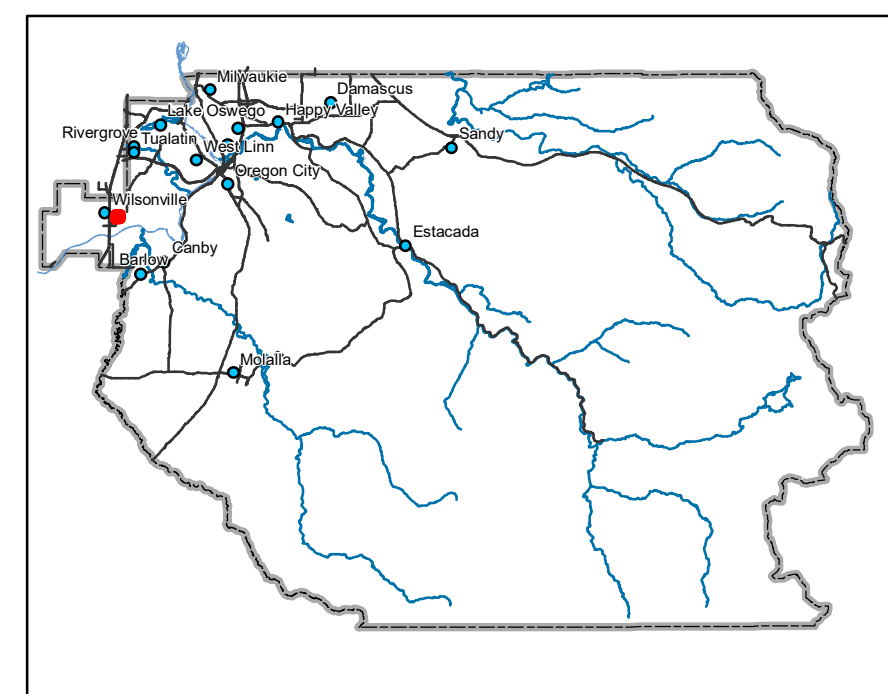 Milwaukie
Damascus
Lake Oswego
Happy Valley
Rivergrove
Tualatin
West Linn
Sandy
Oregon City
Wilsonville
Estacada
Canby
Barlow
Molalla